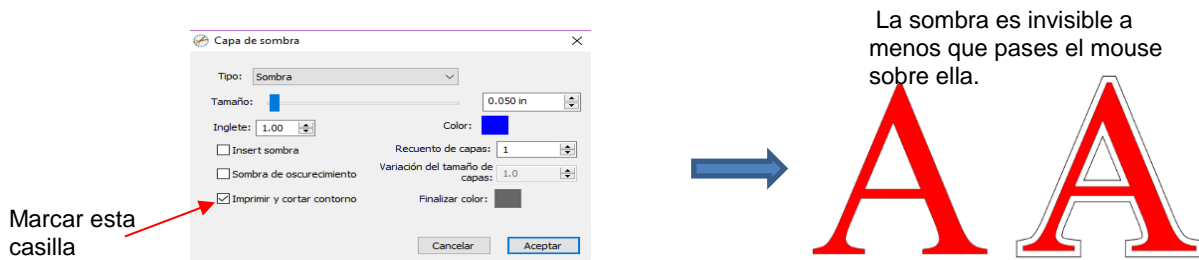 La sombra es invisible a
menos que pases el mouse
sobre ella.
Capa de sombra
Tipo: Sombra
Tamaño: 0.050 in
Inglete: 1.00 Color:
Insert sombra Recuento de capas: 1
Sombra de oscurecimiento Variación del tamaño de
capas: 1.0
Imprimir y cortar contorno Finalizar color:
Cancelar Aceptar
Marcar esta
casilla
A A